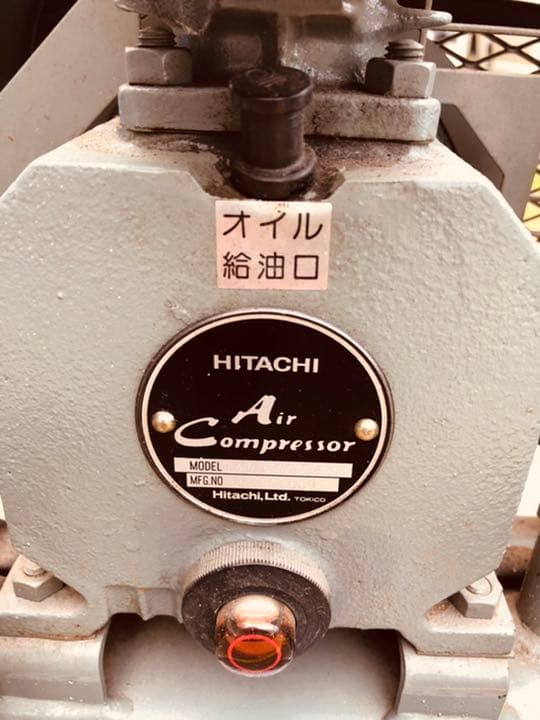 オイル
給油口
HITACHI
Air
Compressor
MODEL
MFG.NO
Hitachi, Ltd. TOKICO